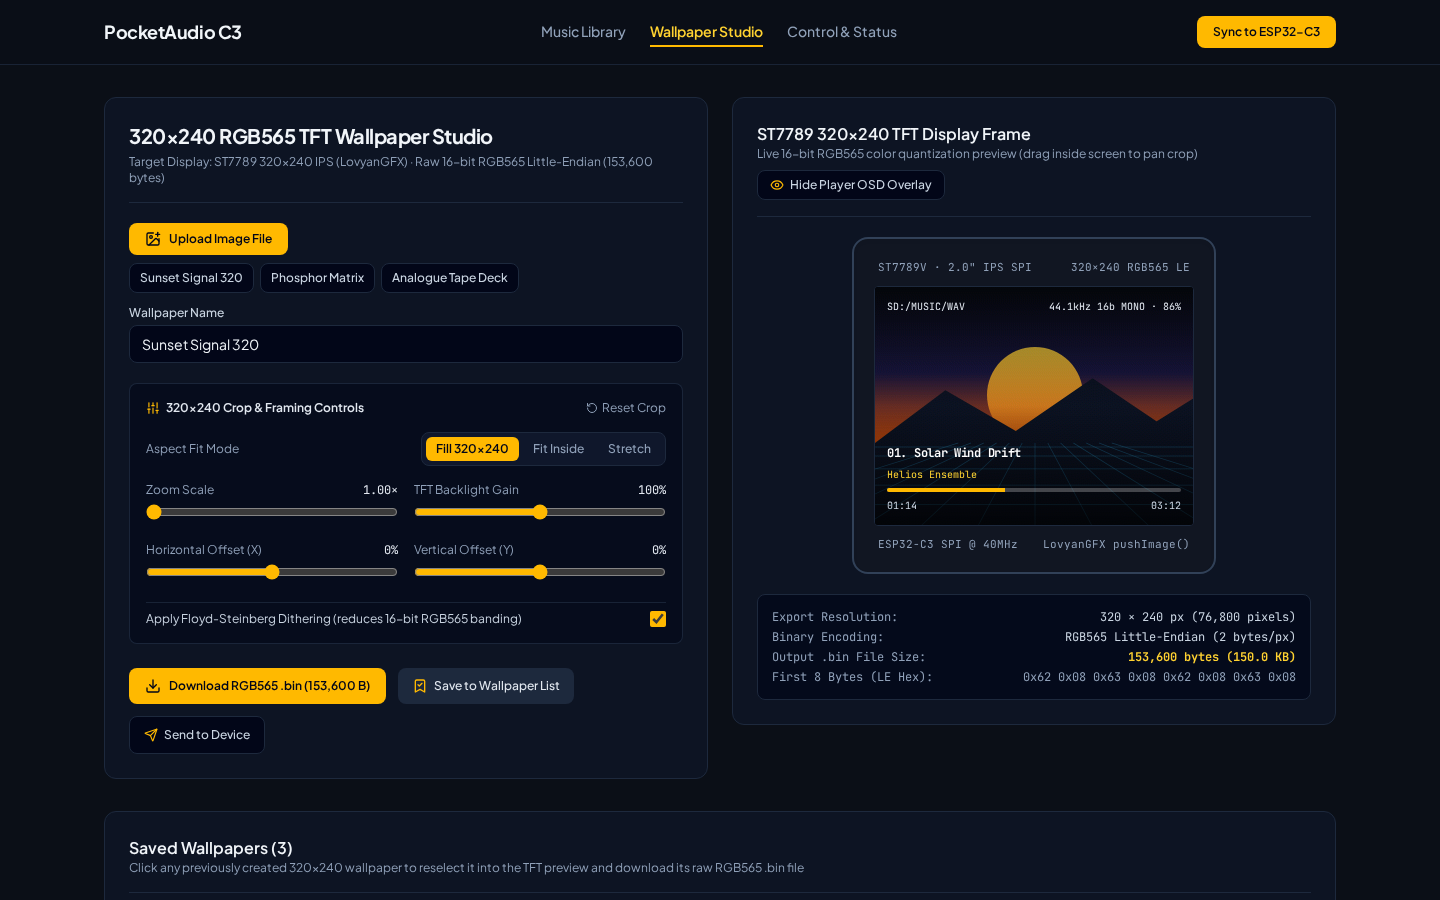 PocketAudio C3
Music Library
Wallpaper Studio
Control & Status
Sync to ESP32-C3
320×240 RGB565 TFT Wallpaper Studio
Target Display: ST7789 320×240 IPS (LovyanGFX) · Raw 16-bit RGB565 Little-Endian (153,600
bytes)
Upload Image File
Sunset Signal 320
Phosphor Matrix
Analogue Tape Deck
Wallpaper Name
Sunset Signal 320
320×240 Crop & Framing Controls
Reset Crop
Aspect Fit Mode
Fill 320×240
Fit Inside
Stretch
Zoom Scale
1.00×
TFT Backlight Gain
100%
Horizontal Offset (X)
0%
Vertical Offset (Y)
0%
Apply Floyd-Steinberg Dithering (reduces 16-bit RGB565 banding)
Download RGB565 .bin (153,600 B)
Save to Wallpaper List
Send to Device
ST7789 320×240 TFT Display Frame
Live 16-bit RGB565 color quantization preview (drag inside screen to pan crop)
Hide Player OSD Overlay
ST7789V · 2.0" IPS SPI
320×240 RGB565 LE
SD:/MUSIC/WAV
44.1kHz 16b MONO · 86%
01. Solar Wind Drift
Helios Ensemble
01:14
03:12
ESP32-C3 SPI @ 40MHz
LovyanGFX pushImage()
Export Resolution:
320 × 240 px (76,800 pixels)
Binary Encoding:
RGB565 Little-Endian (2 bytes/px)
Output .bin File Size:
153,600 bytes (150.0 KB)
First 8 Bytes (LE Hex):
0x62 0x08 0x63 0x08 0x62 0x08 0x63 0x08
Saved Wallpapers (3)
Click any previously created 320×240 wallpaper to reselect it into the TFT preview and download its raw RGB565 .bin file